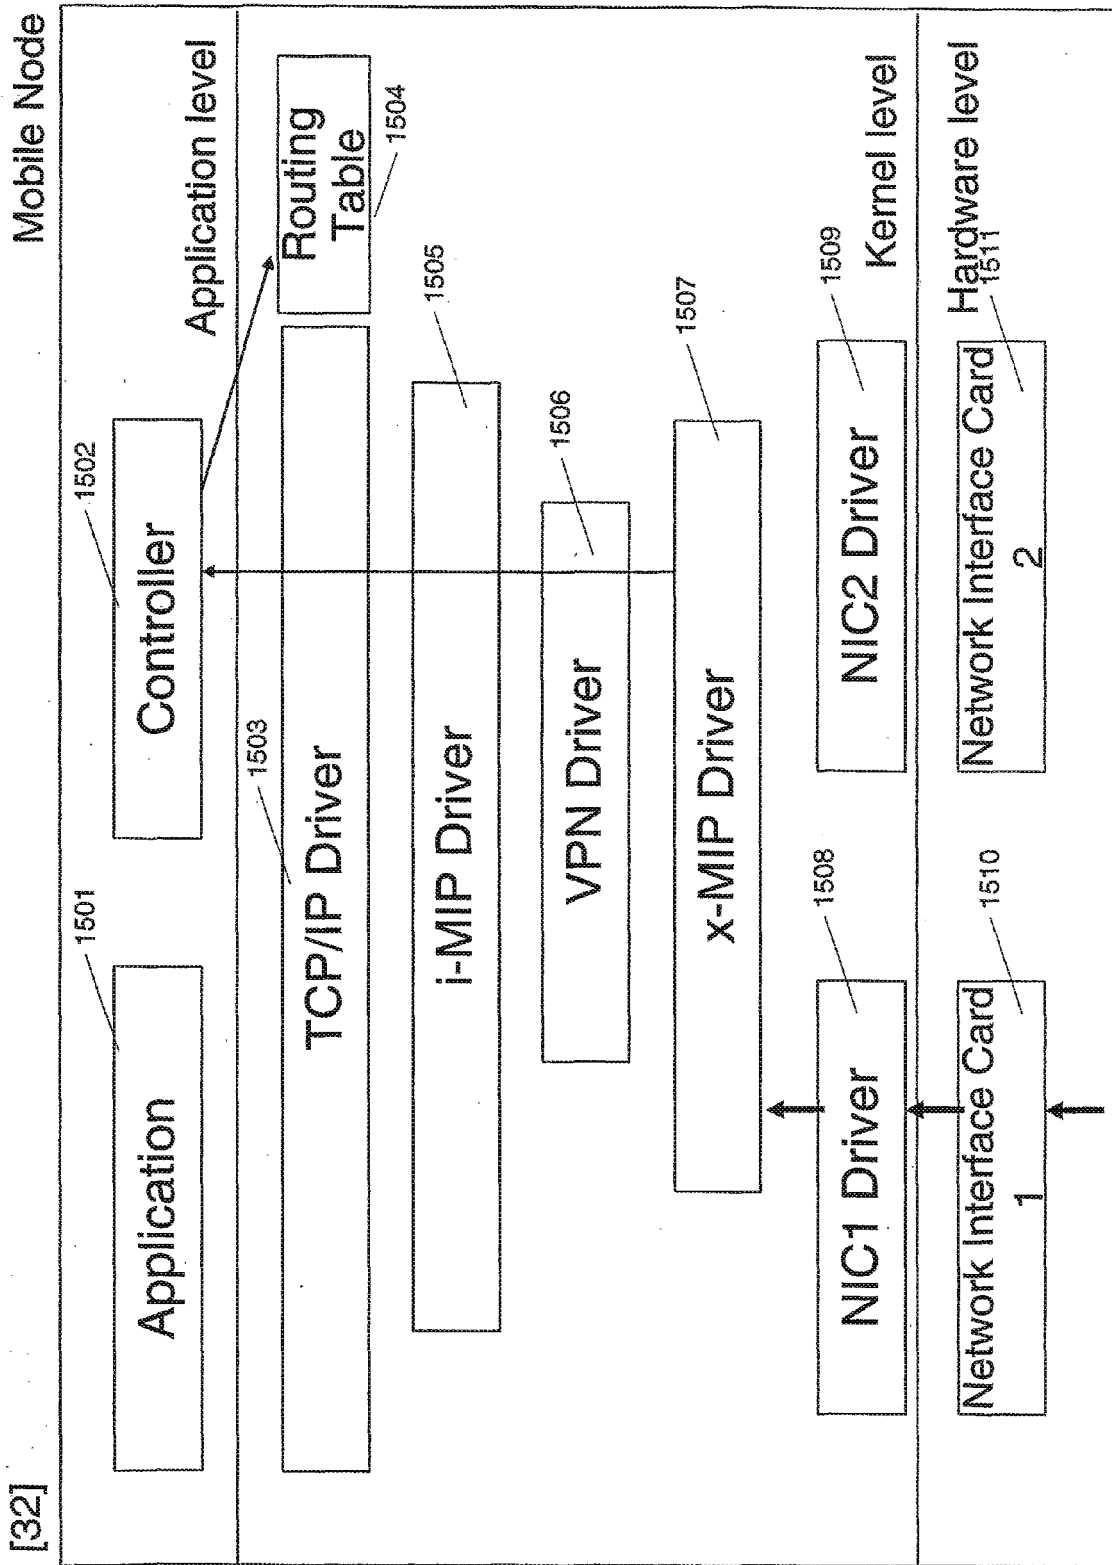 [32]
Mobile Node
Application level
1501
Application
1502
Controller
1503
TCP/IP Driver
Routing
Table
1504
1505
i-MIP Driver
1506
VPN Driver
1507
x-MIP Driver
1508
NIC1 Driver
1509
NIC2 Driver
Kernel level
Hardware level
1510
Network Interface Card
1
1511
Network Interface Card
2